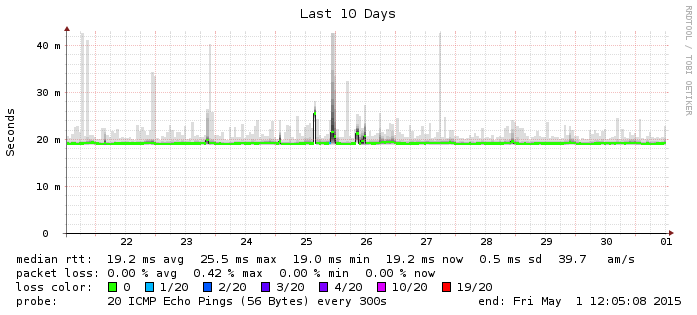 Last 10 Days
RRDTOOL / TOBI OETIKER
Seconds
40 m
30 m
20 m
10 m
0
22 23 24 25 26 27 28 29 30 01
median rtt: 19.2 ms avg 25.5 ms max 19.0 ms min 19.2 ms now 0.5 ms sd 39.7 am/s
packet loss: 0.00 % avg 0.42 % max 0.00 % min 0.00 % now
loss color: 0 1/20 2/20 3/20 4/20 10/20 19/20
probe: 20 ICMP Echo Pings (56 Bytes) every 300s end: Fri May 1 12:05:08 2015